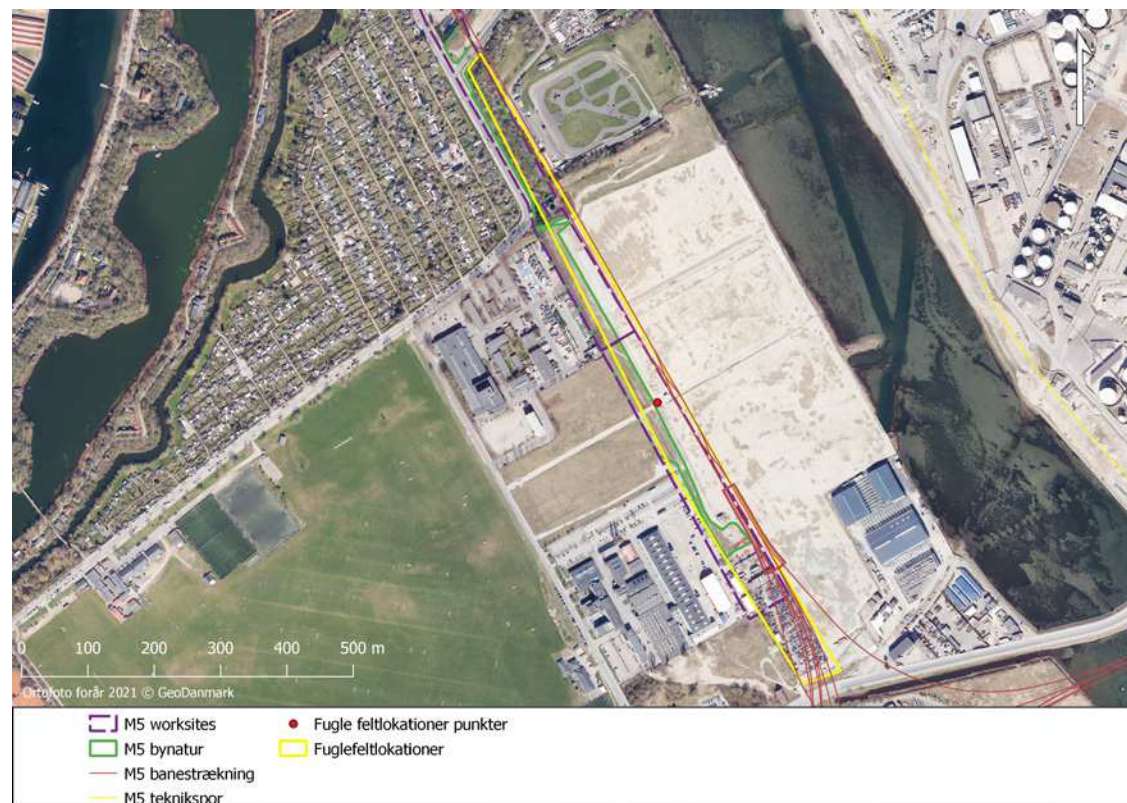 0 100 200 300 400 500 m
Ortofoto forår 2021 © GeoDanmark
M5 worksites
M5 bynatur
M5 banestrækning
M5 teknikspor
Fugle feltlokationer punkter
Fuglefeltlokationer